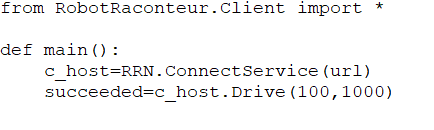 from RobotRaconteur.Client import *

def main():
    c_host=RRN.ConnectService(url)
    succeeded=c_host.Drive(100,1000)